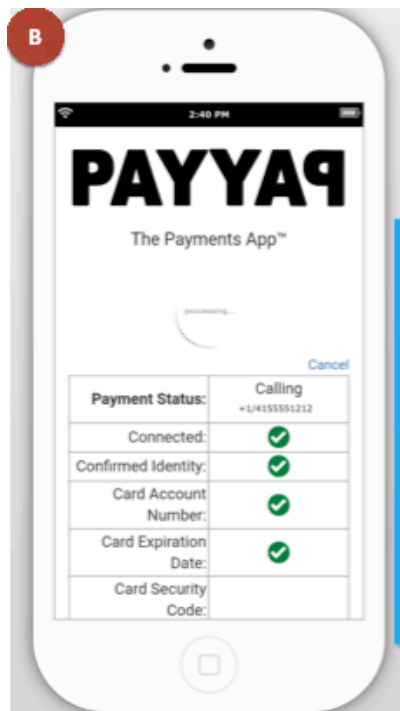 B
2:40 PM
PAYYAP
The Payments App™
processing...
Cancel
Payment Status:
Calling
+1/4155551212
Connected:
Confirmed Identity:
Card Account
Number:
Card Expiration
Date:
Card Security
Code: